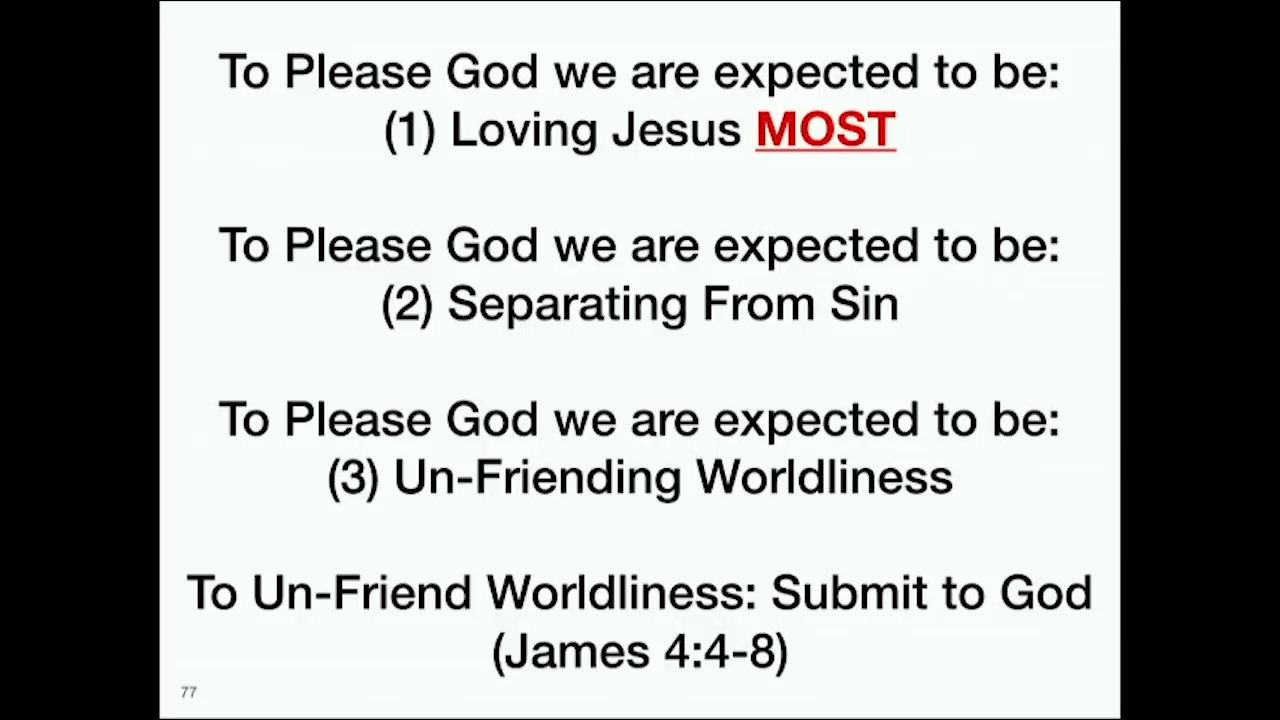 To Please God we are expected to be:
(1) Loving Jesus MOST
To Please God we are expected to be:
(2) Separating From Sin
To Please God we are expected to be:
(3) Un-Friending Worldliness
To Un-Friend Worldliness: Submit to God
(James 4:4-8)
77